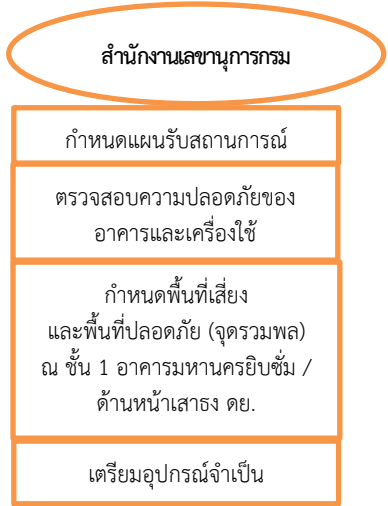 สำนักงานเลขานุการกรม
กำหนดแผนรับสถานการณ์
ตรวจสอบความปลอดภัยของ
อาคารและเครื่องใช้
กำหนดพื้นที่เสี่ยง
และพื้นที่ปลอดภัย (จุดรวมพล)
ณ ชั้น 1 อาคารมหานครยิบซั่ม /
ด้านหน้าเสาธง ดย.
เตรียมอุปกรณ์จำเป็น